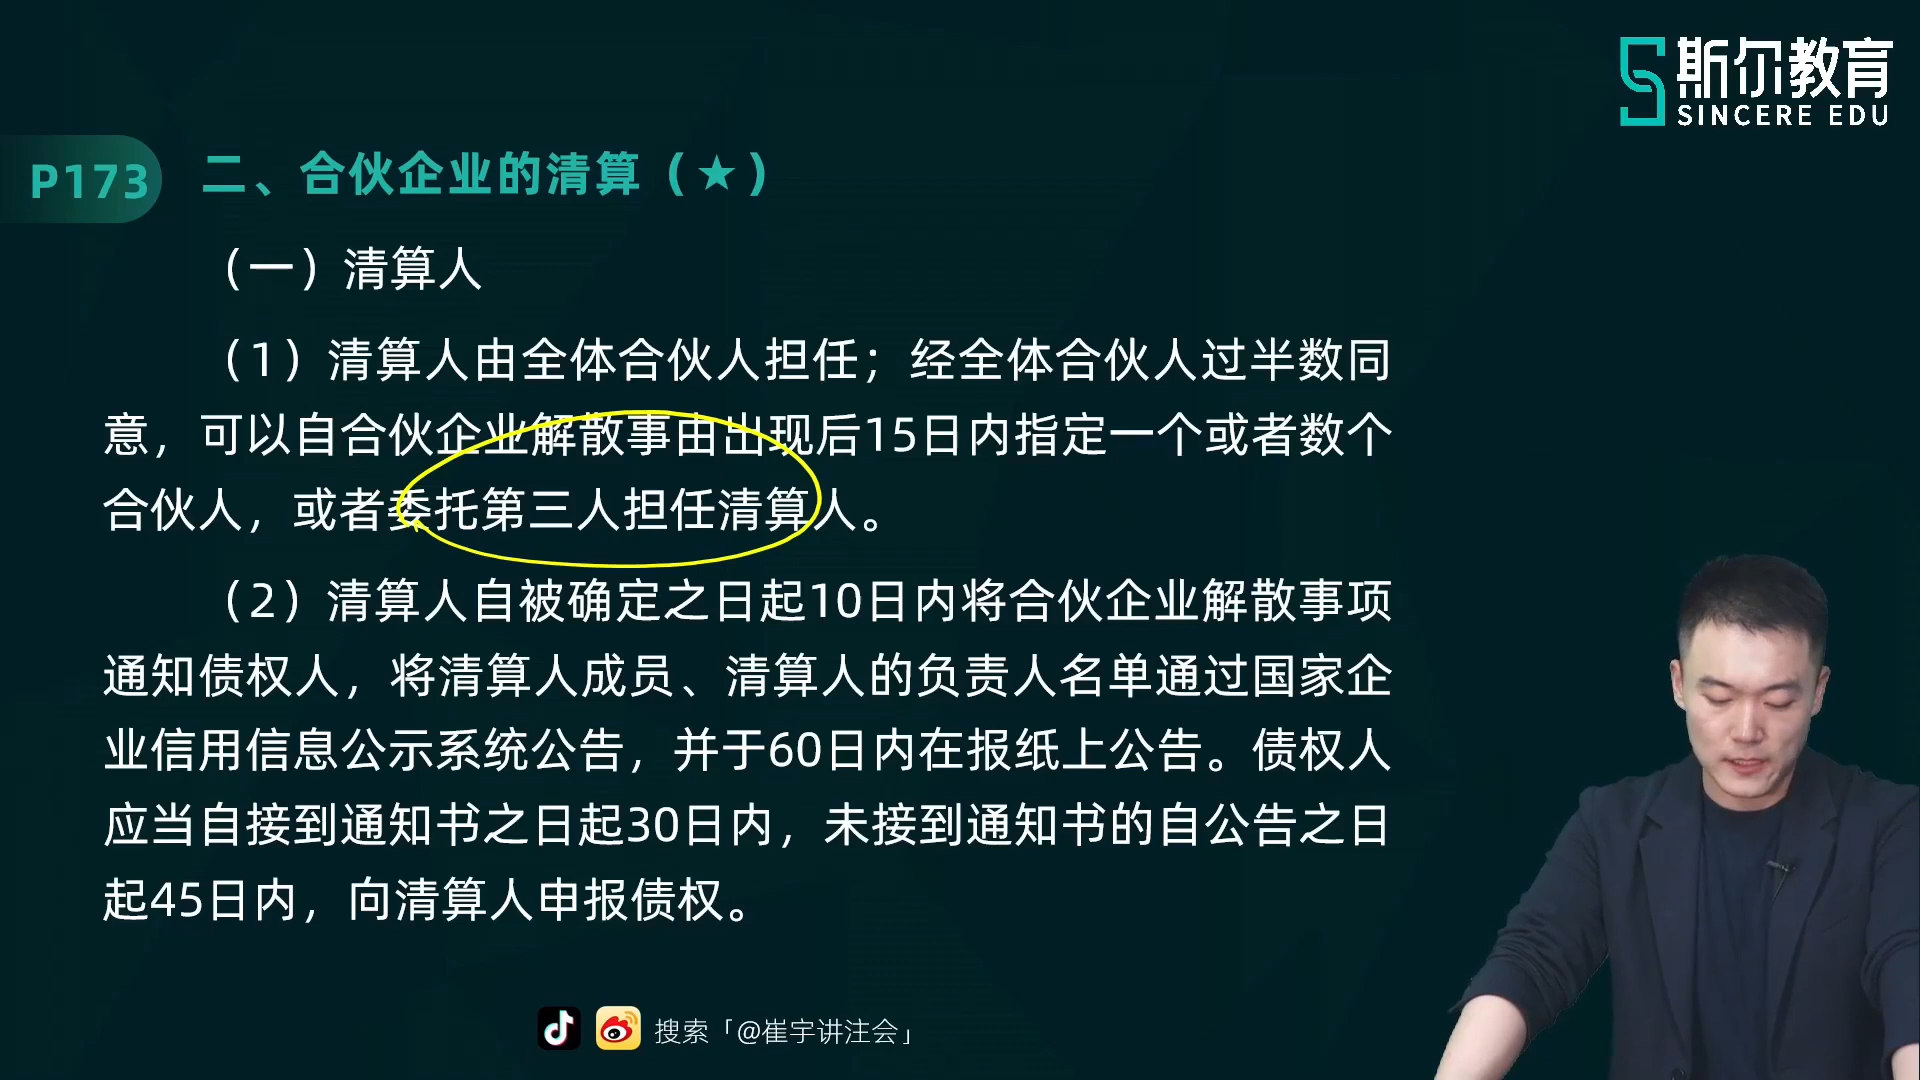 斯尔教育
SINCERE EDU
P173
二、合伙企业的清算（★）
（一）清算人
（1）清算人由全体合伙人担任；经全体合伙人过半数同
意，可以自合伙企业解散事由出现后15日内指定一个或者数个
合伙人，或者委托第三人担任清算人。
（2）清算人自被确定之日起10日内将合伙企业解散事项
通知债权人，将清算人成员、清算人的负责人名单通过国家企
业信用信息公示系统公告，并于60日内在报纸上公告。债权人
应当自接到通知书之日起30日内，未接到通知书的自公告之日
起45日内，向清算人申报债权。
搜索「@崔宇讲注会」